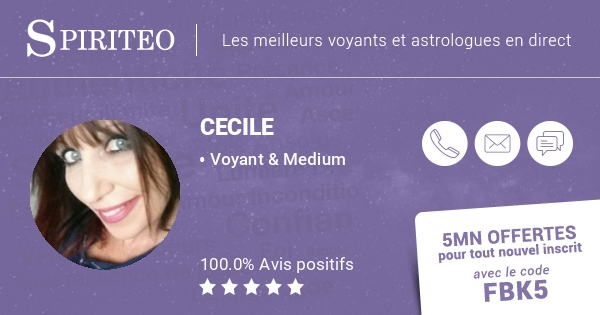 SPIRITEO
Les meilleurs voyants et astrologues en direct
CECILE
• Voyant & Medium
100.0% Avis positifs
5MN OFFERTES
pour tout nouvel inscrit
avec le code
FBK5